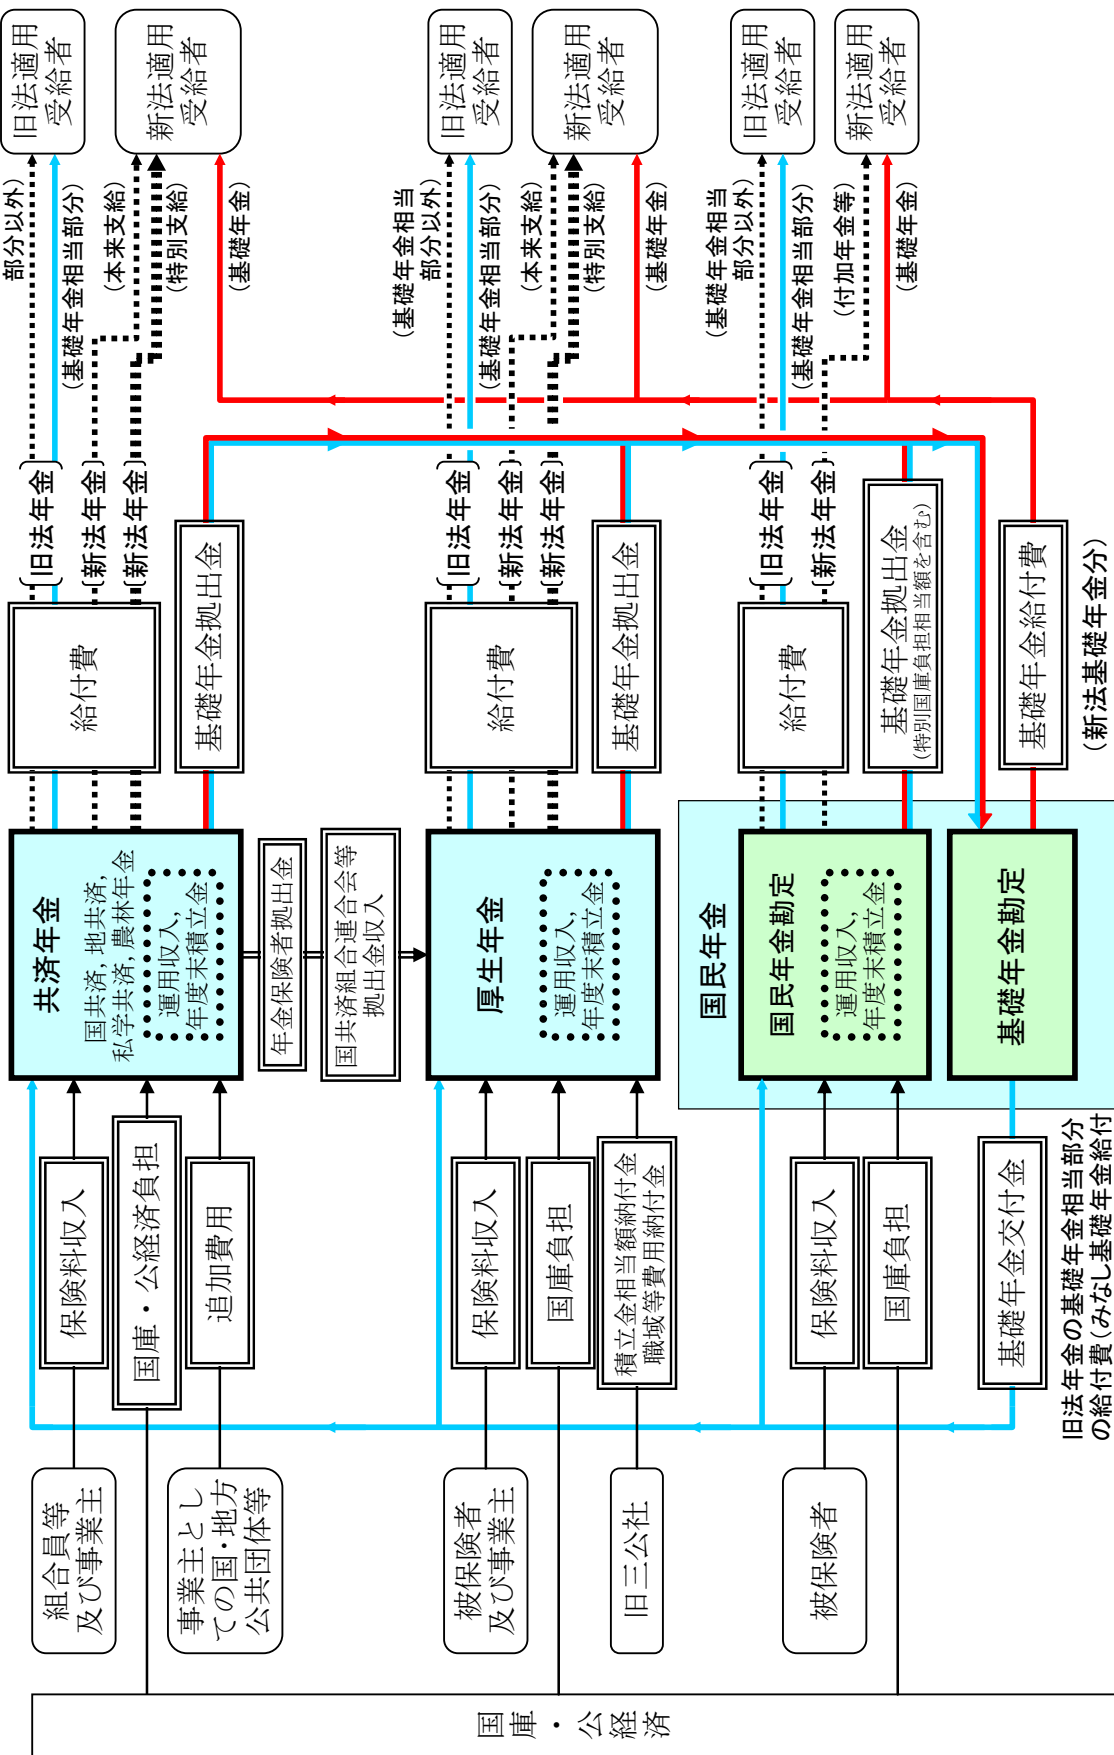 旧法適用
受給者
新法適用
受給者
旧法適用
受給者
新法適用
受給者
旧法適用
受給者
新法適用
受給者
部分以外)
(基礎年金相当部分)
(本来支給)
(特別支給)
(基礎年金)
(基礎年金相当
部分以外)
(基礎年金相当部分)
(本来支給)
(特別支給)
(基礎年金)
(基礎年金相当
部分以外)
(基礎年金相当部分)
(付加年金等)
(基礎年金)
(旧法年金)
(新法年金)
(新法年金)
(旧法年金)
(新法年金)
(新法年金)
(旧法年金)
(新法年金)
給付費
基礎年金拠出金
給付費
基礎年金拠出金
給付費
基礎年金拠出金
(特別国庫負担相当額を含む)
基礎年金給付費
(新法基礎年金分)
共済年金
国共済,地共済,
私学共済,農林年金
運用収入,
年度末積立金
年金保険者拠出金
国共済組合連合会等
拠出金収入
厚生年金
運用収入,
年度末積立金
国民年金
国民年金勘定
運用収入,
年度末積立金
基礎年金勘定
保険料収入
国庫・公経済負担
追加費用
保険料収入
国庫負担
積立金相当額納付金
職域等費用納付金
保険料収入
国庫負担
基礎年金交付金
旧法年金の基礎年金相当部分
の給付費(みなし基礎年金給付
組合員等
及び事業主
事業主とし
ての国・地方
公共団体等
被保険者
及び事業主
旧三公社
被保険者
国庫・公経済